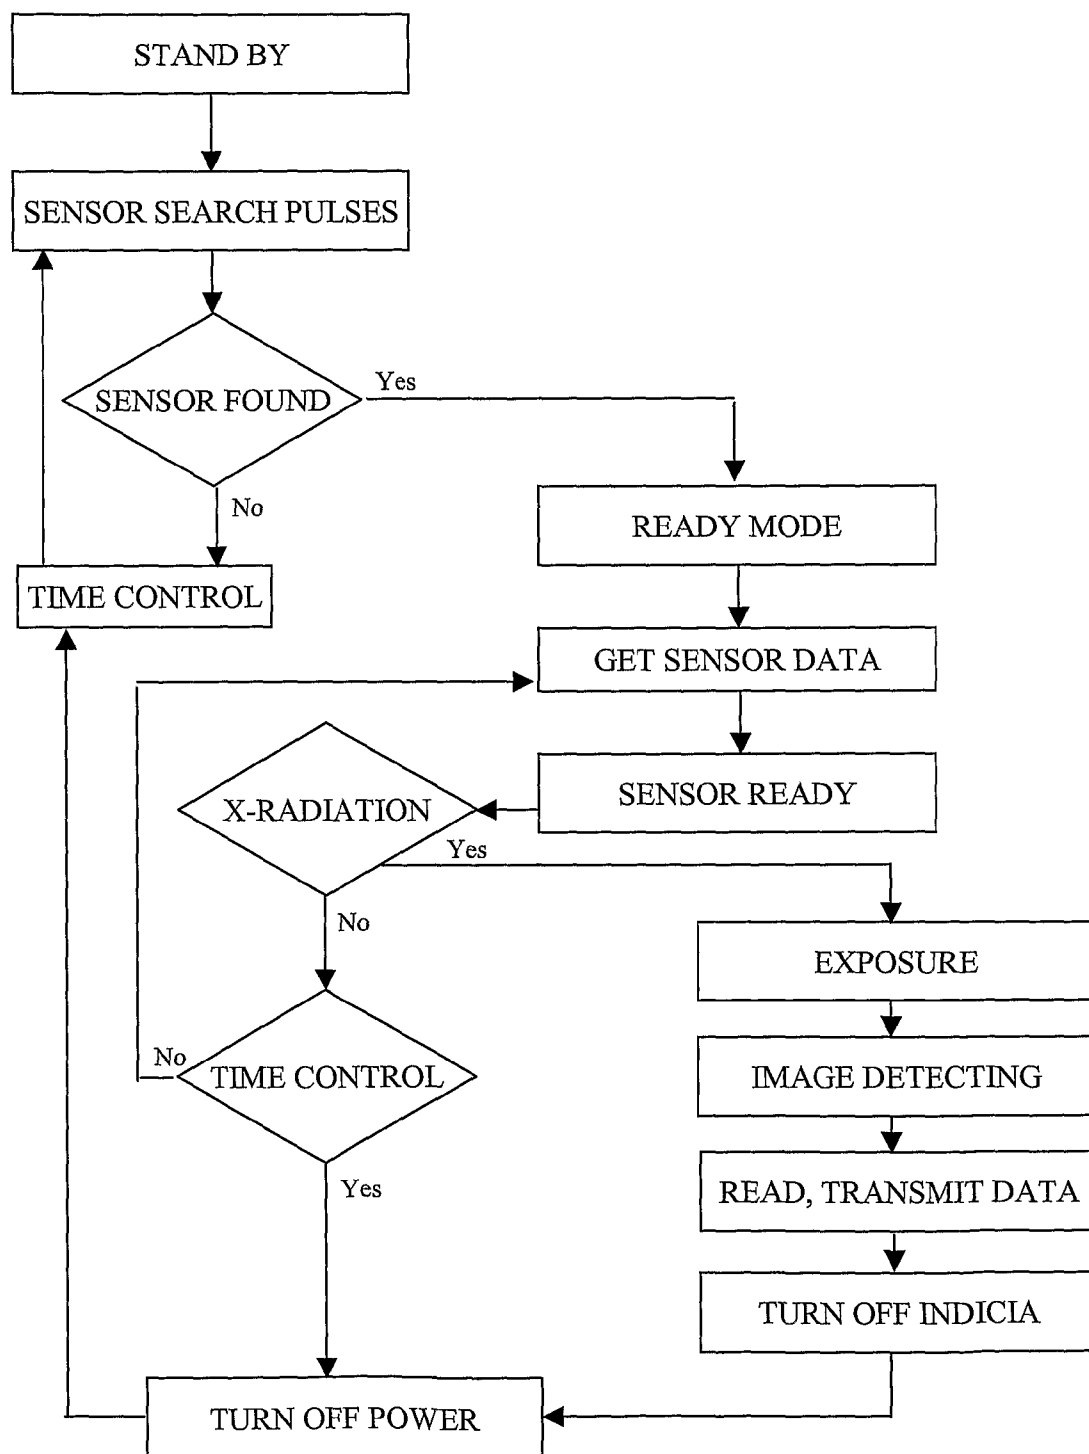 STAND BY
SENSOR SEARCH PULSES
SENSOR FOUND
Yes
No
READY MODE
TIME CONTROL
GET SENSOR DATA
SENSOR READY
X-RADIATION
Yes
No
EXPOSURE
IMAGE DETECTING
No
TIME CONTROL
Yes
READ, TRANSMIT DATA
TURN OFF INDICIA
TURN OFF POWER